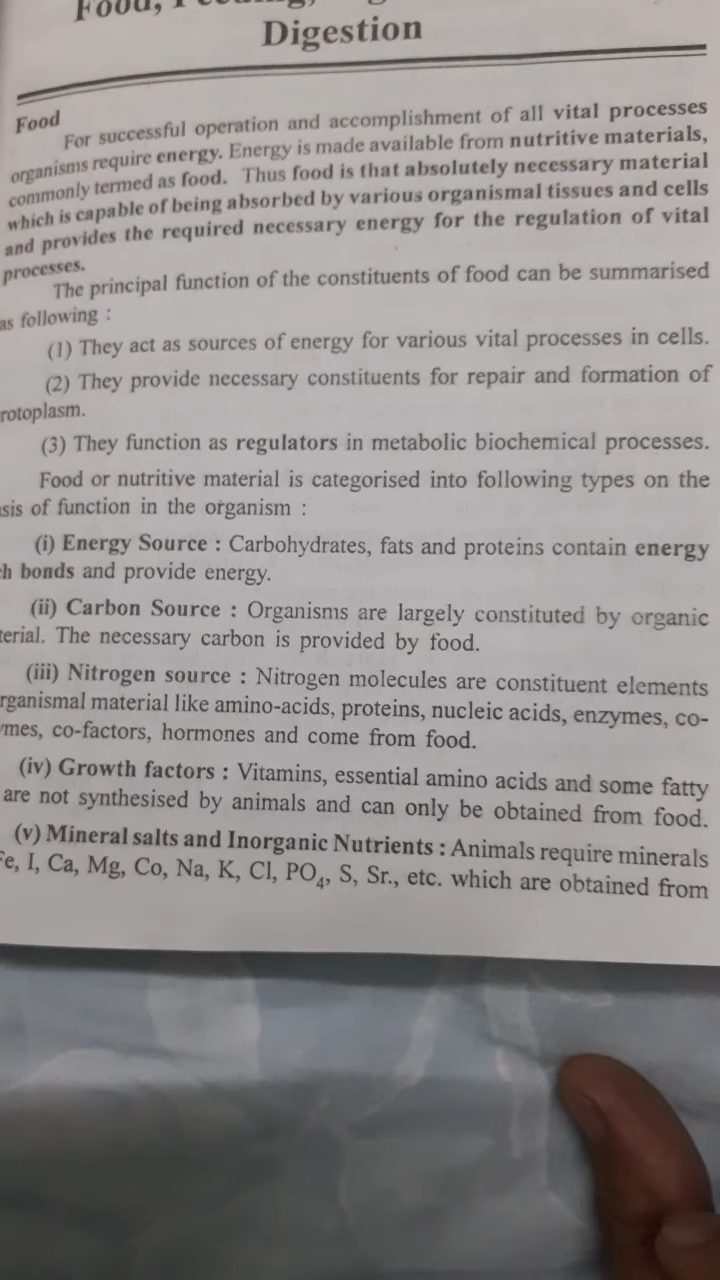 Food,
Digestion
Food
For successful operation and accomplishment of all vital processes
organisms require energy. Energy is made available from nutritive materials,
commonly termed as food. Thus food is that absolutely necessary material
which is capable of being absorbed by various organismal tissues and cells
and provides the required necessary energy for the regulation of vital
processes.
The principal function of the constituents of food can be summarised
as following :
(1) They act as sources of energy for various vital processes in cells.
(2) They provide necessary constituents for repair and formation of
rotoplasm.
(3) They function as regulators in metabolic biochemical processes.
Food or nutritive material is categorised into following types on the
sis of function in the organism :
(i) Energy Source : Carbohydrates, fats and proteins contain energy
h bonds and provide energy.
(ii) Carbon Source : Organisms are largely constituted by organic
terial. The necessary carbon is provided by food.
(iii) Nitrogen source : Nitrogen molecules are constituent elements
rganismal material like amino-acids, proteins, nucleic acids, enzymes, co-
mes, co-factors, hormones and come from food.
(iv) Growth factors : Vitamins, essential amino acids and some fatty
are not synthesised by animals and can only be obtained from food.
(v) Mineral salts and Inorganic Nutrients : Animals require minerals
Fe, I, Ca, Mg, Co, Na, K, Cl, PO₄, S, Sr., etc. which are obtained from